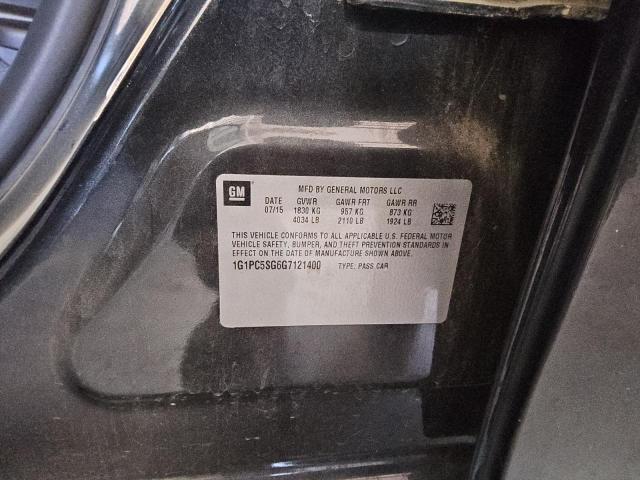 GM
MFD BY GENERAL MOTORS LLC
DATE GVWR GAWR FRT GAWR RR
07/15 1830 KG 957 KG 873 KG
4034 LB 2110 LB 1924 LB
THIS VEHICLE CONFORMS TO ALL APPLICABLE U.S. FEDERAL MOTOR
VEHICLE SAFETY, BUMPER, AND THEFT PREVENTION STANDARDS IN
EFFECT ON THE DATE OF MANUFACTURE SHOWN ABOVE.
1G1PC5SG6G7121400 TYPE: PASS CAR